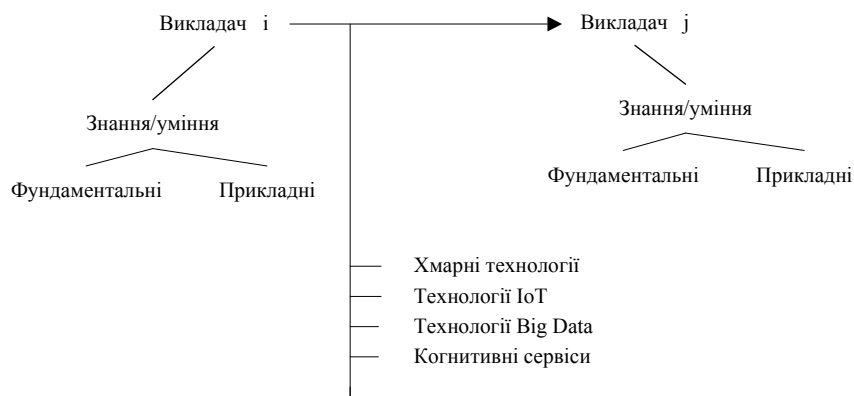 Викладач i
Викладач j
Знання/уміння
Знання/уміння
Фундаментальні
Прикладні
Фундаментальні
Прикладні
Хмарні технології
Технології IoT
Технології Big Data
Когнитивні сервіси